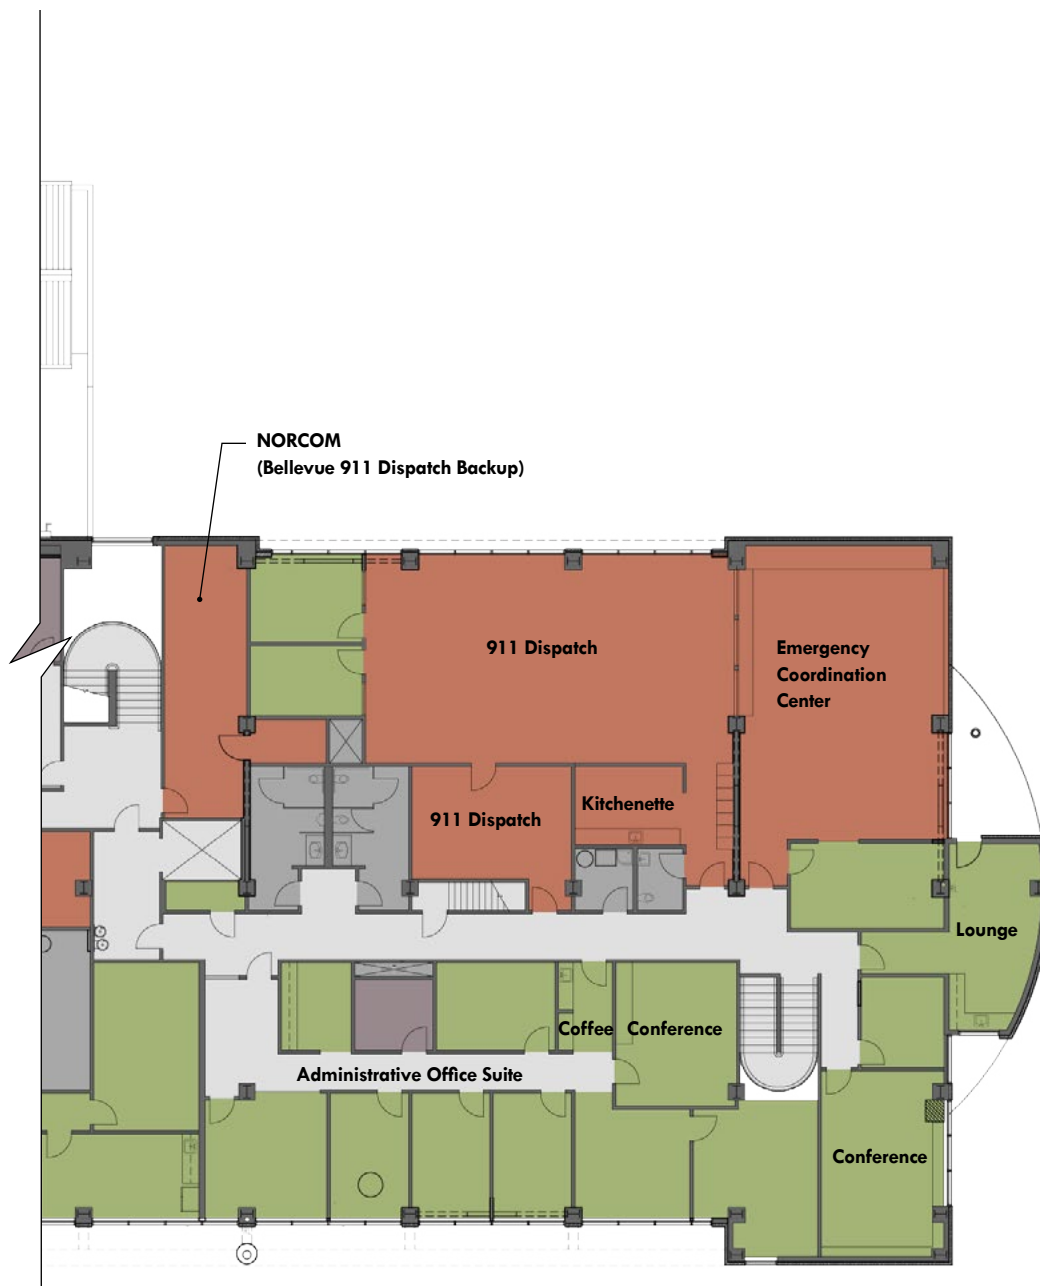 NORCOM
(Bellevue 911 Dispatch Backup)
911 Dispatch
Emergency
Coordination
Center
Kitchenette
911 Dispatch
Lounge
Coffee
Conference
Administrative Office Suite
Conference